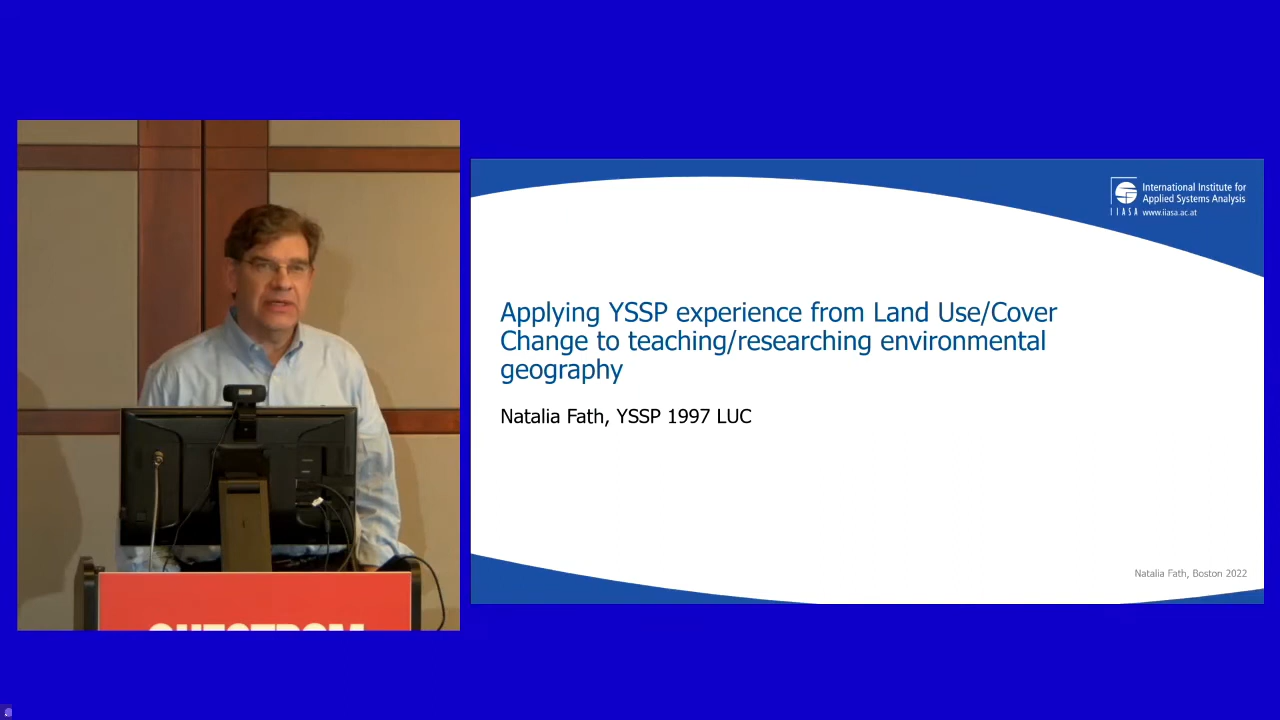 International Institute for
Applied Systems Analysis
IIASA www.iiasa.ac.at
Applying YSSP experience from Land Use/Cover
Change to teaching/researching environmental
geography
Natalia Fath, YSSP 1997 LUC
Natalia Fath, Boston 2022
QUESTROM